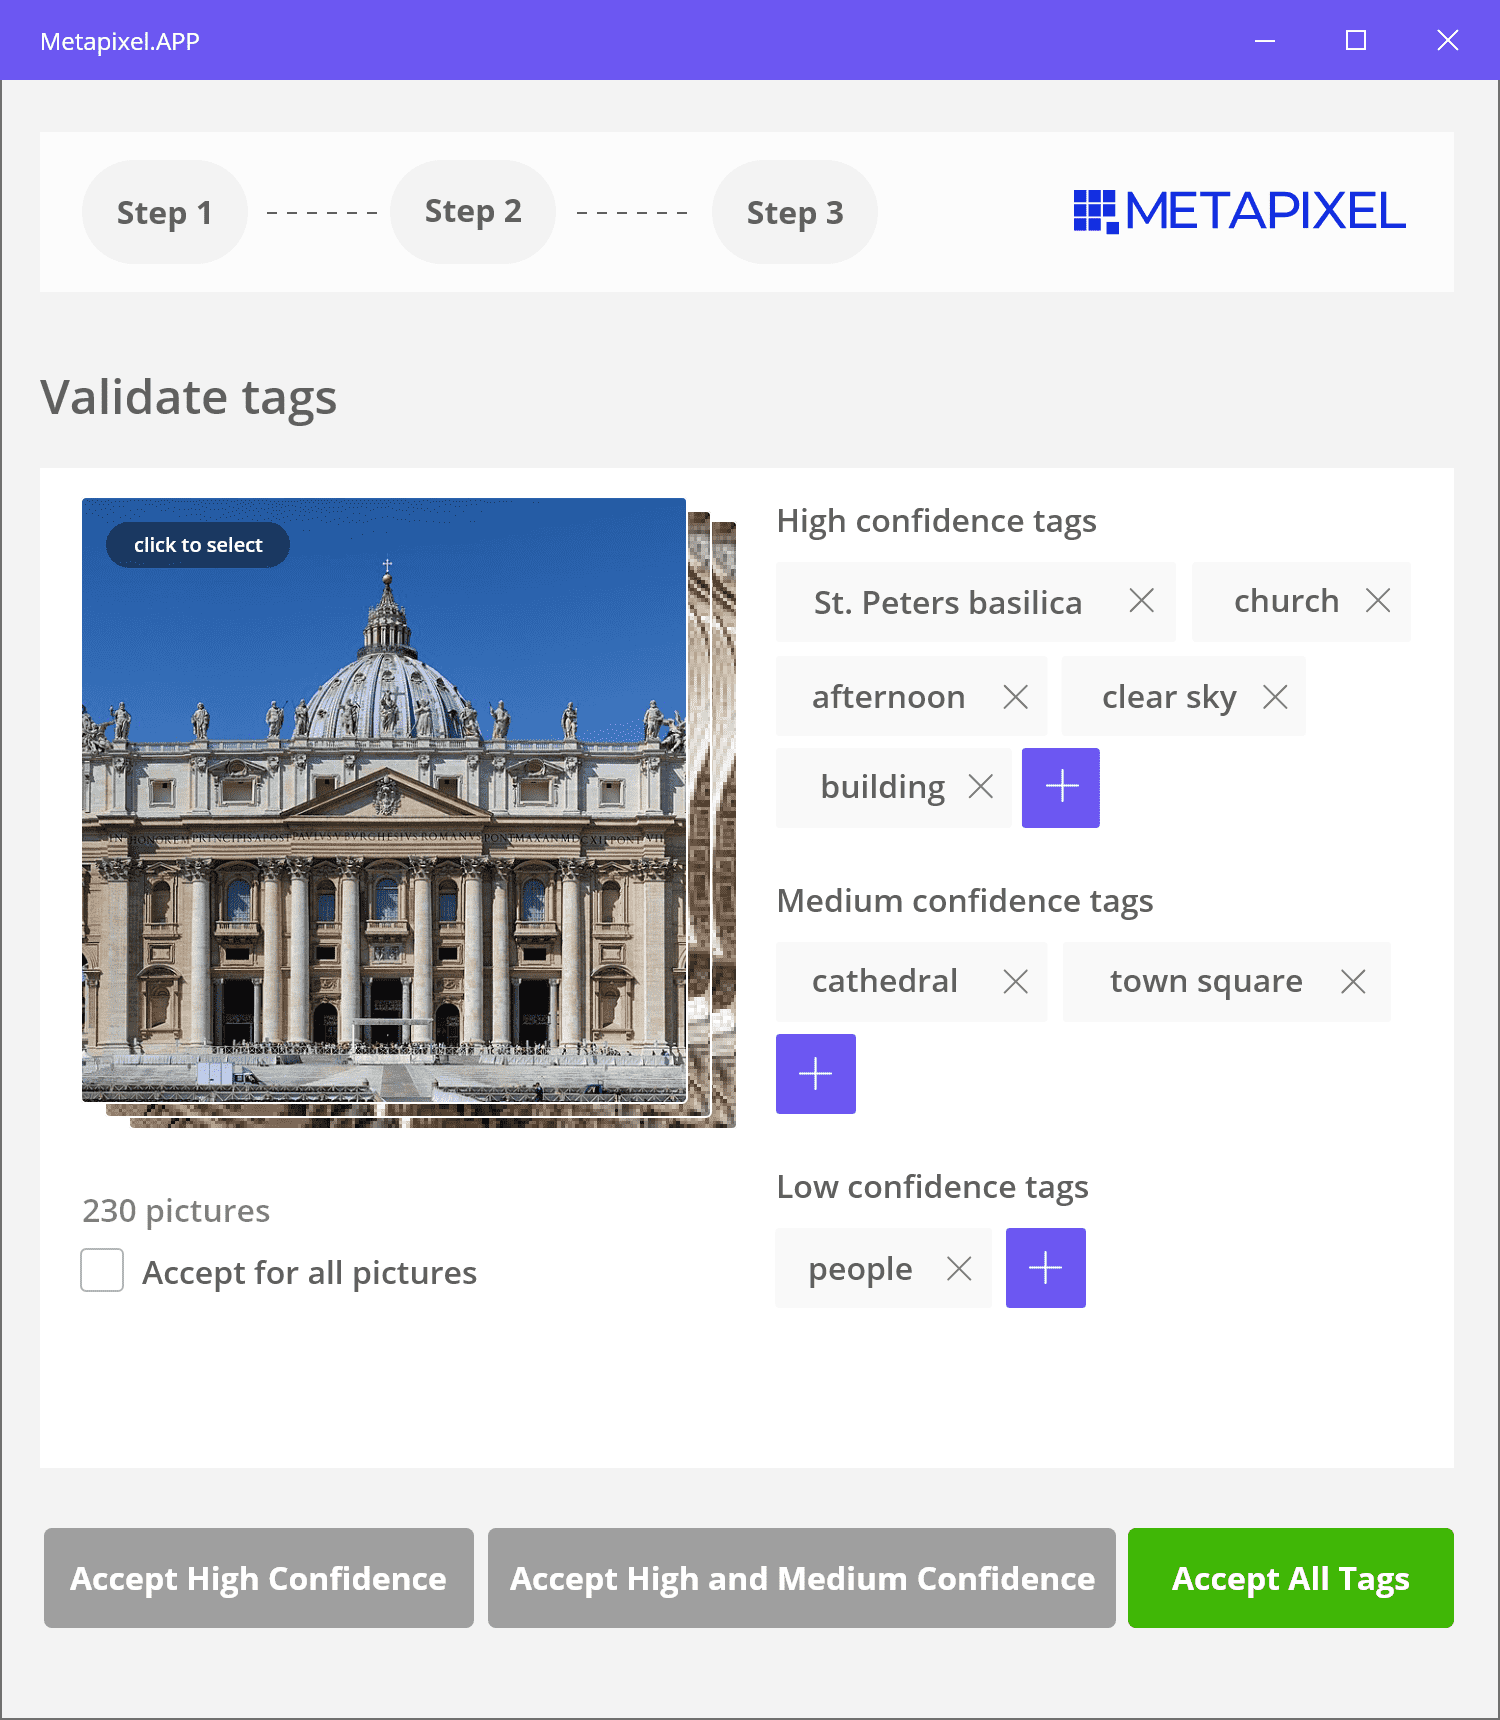 Metapixel.APP
Step 1
Step 2
Step 3
METAPIXEL
Validate tags
click to select
IN HONOREM PRINCIPIS APOST PAVLVS V BVRGHESIVS ROMANVS PONT MAX AN MDCXII PONT VII
230 pictures
Accept for all pictures
High confidence tags
St. Peters basilica
church
afternoon
clear sky
building
Medium confidence tags
cathedral
town square
Low confidence tags
people
Accept High Confidence
Accept High and Medium Confidence
Accept All Tags